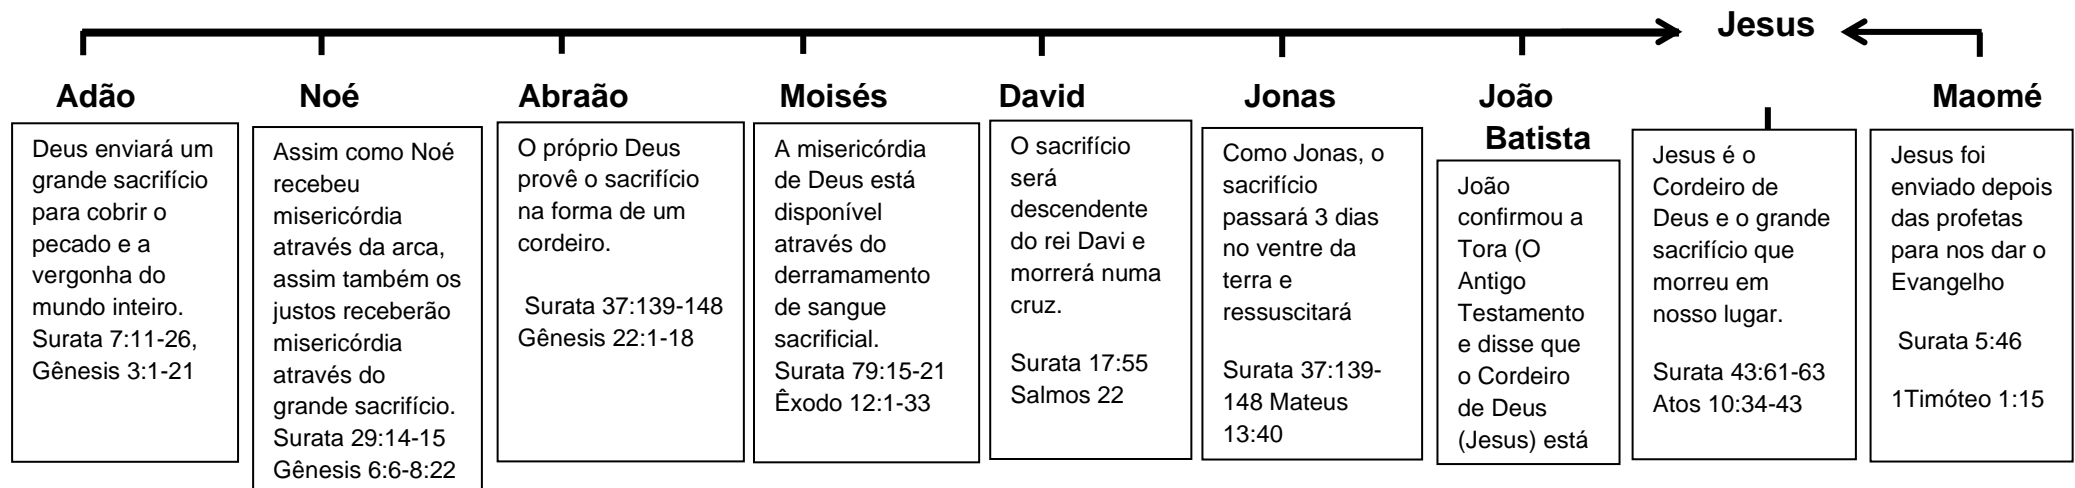 Jesus
Adão
Deus enviará um
grande sacrifício
para cobrir o
pecado e a
vergonha do
mundo inteiro.
Surata 7:11-26,
Gênesis 3:1-21
Noé
Assim como Noé
recebeu
misericórdia
através da arca,
assim também os
justos receberão
misericórdia
através do
grande sacrifício.
Surata 29:14-15
Gênesis 6:6-8:22
Abraão
O próprio Deus
provê o sacrifício
na forma de um
cordeiro.
Surata 37:139-148
Gênesis 22:1-18
Moisés
A misericórdia
de Deus está
disponível
através do
derramamento
de sangue
sacrificial.
Surata 79:15-21
Êxodo 12:1-33
David
O sacrifício
será
descendente
do rei Davi e
morrerá numa
cruz.
Surata 17:55
Salmos 22
Jonas
Como Jonas, o
sacrifício
passará 3 dias
no ventre da
terra e
ressuscitará
Surata 37:139-
148 Mateus
13:40
João
Batista
João
confirmou a
Tora (O
Antigo
Testamento
e disse que
o Cordeiro
de Deus
(Jesus) está
Jesus é o
Cordeiro de
Deus e o grande
sacrifício que
morreu em
nosso lugar.
Surata 43:61-63
Atos 10:34-43
Maomé
Jesus foi
enviado depois
das profetas
para nos dar o
Evangelho
Surata 5:46
1Timóteo 1:15